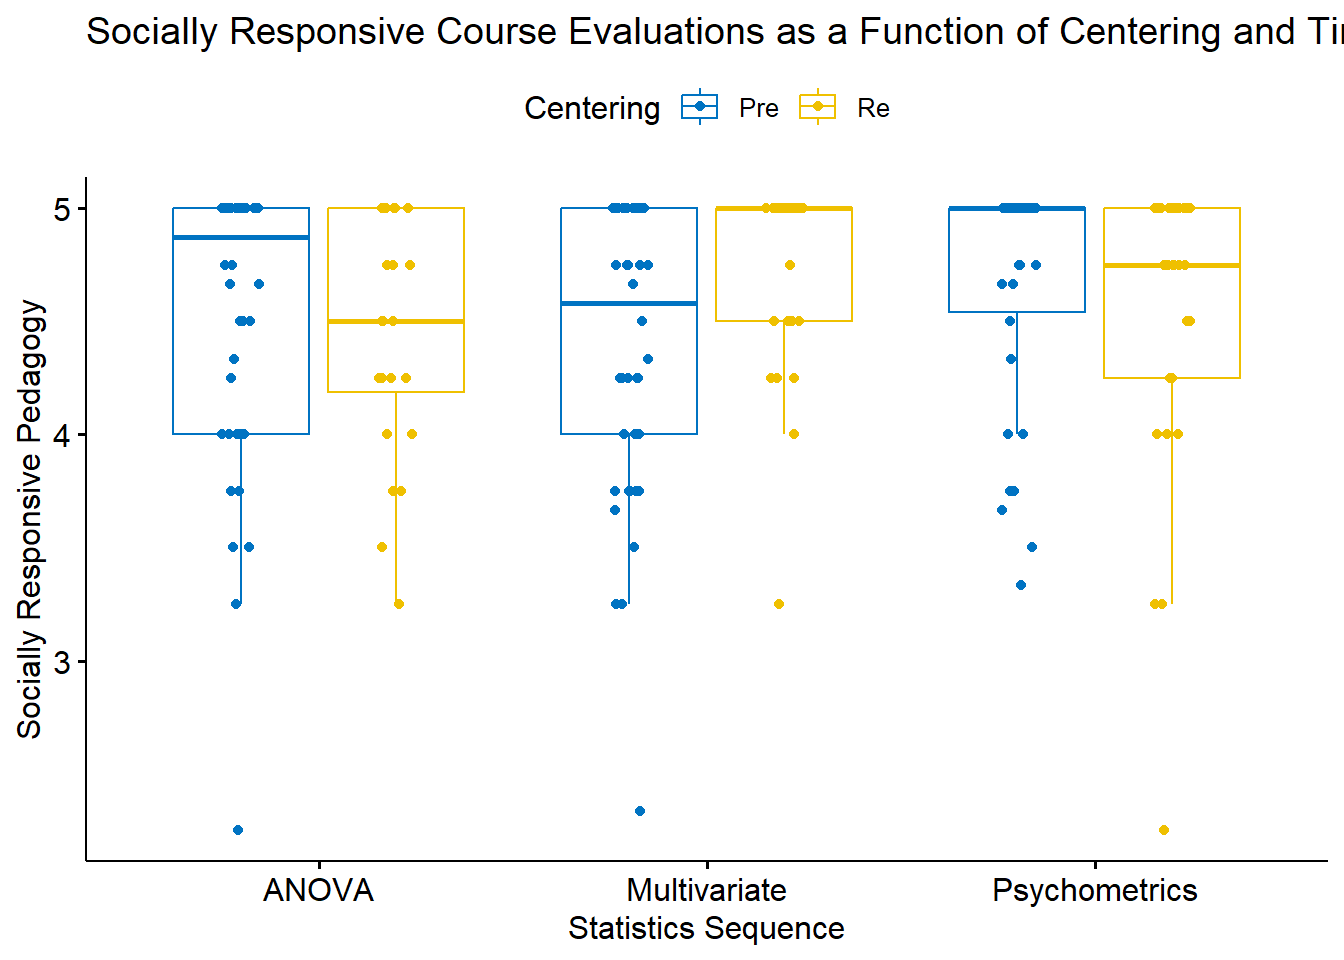 Socially Responsive Course Evaluations as a Function of Centering and
Centering Pre Re
Socially Responsive Pedagogy
5
4
3
ANOVA Multivariate Psychometrics
Statistics Sequence